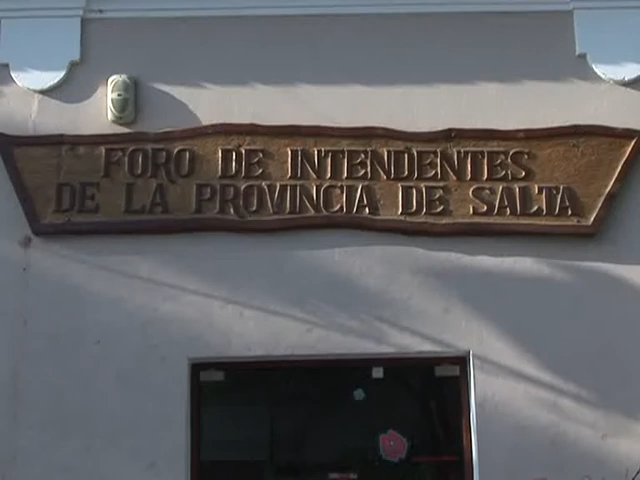 FORO DE INTENDENTES
DE LA PROVINCIA DE SALTA